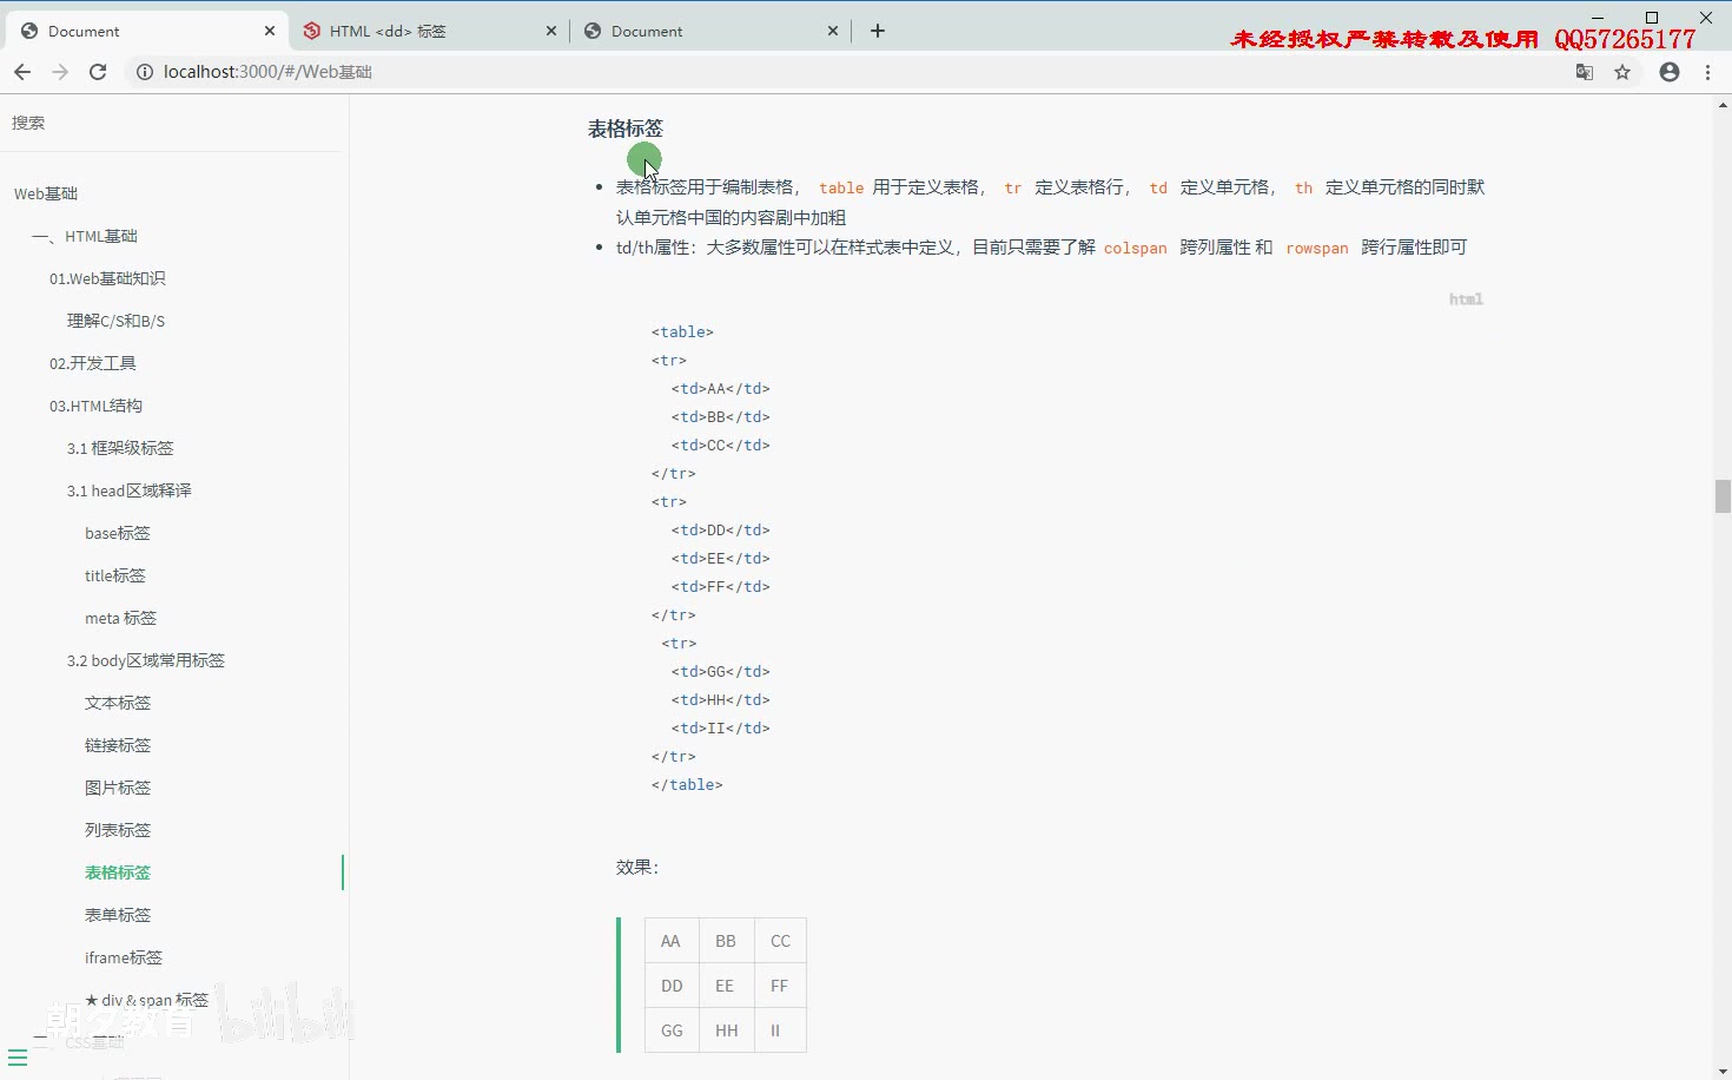 Document
HTML <dd> 标签
Document
未经授权严禁转载及使用 QQ57265177
localhost:3000/#/Web基础
搜索
Web基础
一、HTML基础
01.Web基础知识
理解C/S和B/S
02.开发工具
03.HTML结构
3.1 框架级标签
3.1 head区域释译
base标签
title标签
meta 标签
3.2 body区域常用标签
文本标签
链接标签
图片标签
列表标签
表格标签
表单标签
iframe标签
★ div & span 标签
朝夕教育 bilibili
二、CSS基础
表格标签
表格标签用于编制表格， table 用于定义表格， tr 定义表格行， td 定义单元格， th 定义单元格的同时默
认单元格中国的内容剧中加粗
td/th属性：大多数属性可以在样式表中定义，目前只需要了解 colspan 跨列属性 和 rowspan 跨行属性即可
html
<table>
<tr>
<td>AA</td>
<td>BB</td>
<td>CC</td>
</tr>
<tr>
<td>DD</td>
<td>EE</td>
<td>FF</td>
</tr>
<tr>
<td>GG</td>
<td>HH</td>
<td>II</td>
</tr>
</table>
效果：
AA BB CC
DD EE FF
GG HH II